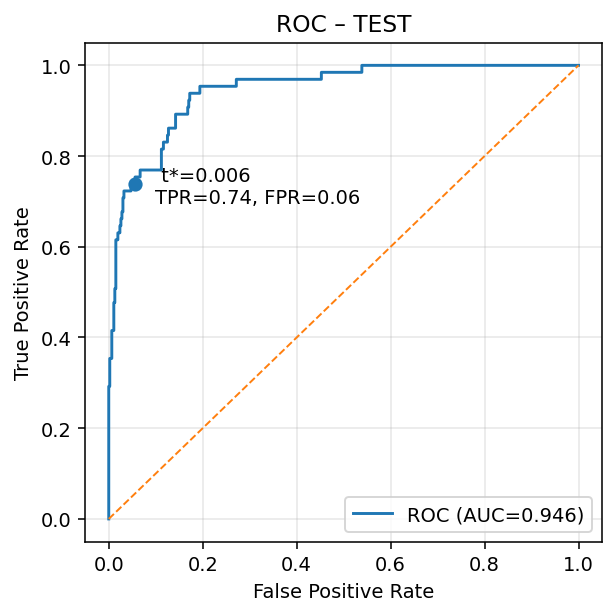 ROC – TEST
True Positive Rate
1.0
0.8
0.6
0.4
0.2
0.0
t*=0.006
TPR=0.74, FPR=0.06
ROC (AUC=0.946)
0.0 0.2 0.4 0.6 0.8 1.0
False Positive Rate